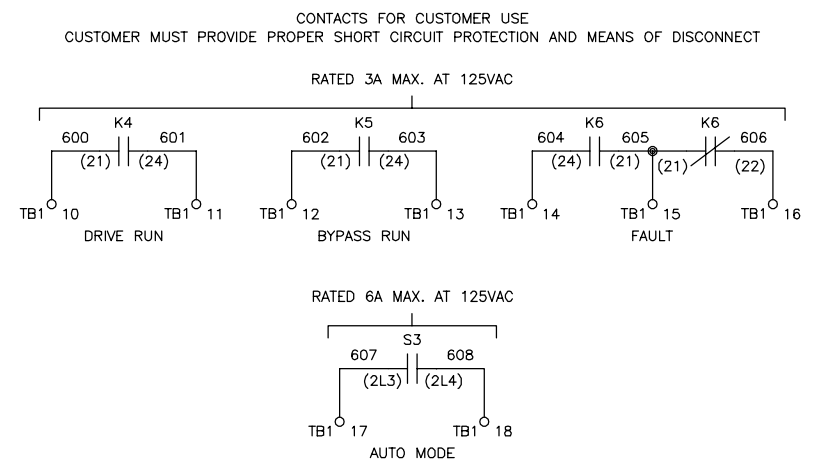 CONTACTS FOR CUSTOMER USE
CUSTOMER MUST PROVIDE PROPER SHORT CIRCUIT PROTECTION AND MEANS OF DISCONNECT
RATED 3A MAX. AT 125VAC
K4 K5 K6 K6
600 601 602 603 604 605 606
(21) (24) (21) (24) (24) (21) (21) (22)
TB1 10 TB1 11 TB1 12 TB1 13 TB1 14 TB1 15 TB1 16
DRIVE RUN BYPASS RUN FAULT
RATED 6A MAX. AT 125VAC
S3
607 608
(2L3) (2L4)
TB1 17 TB1 18
AUTO MODE